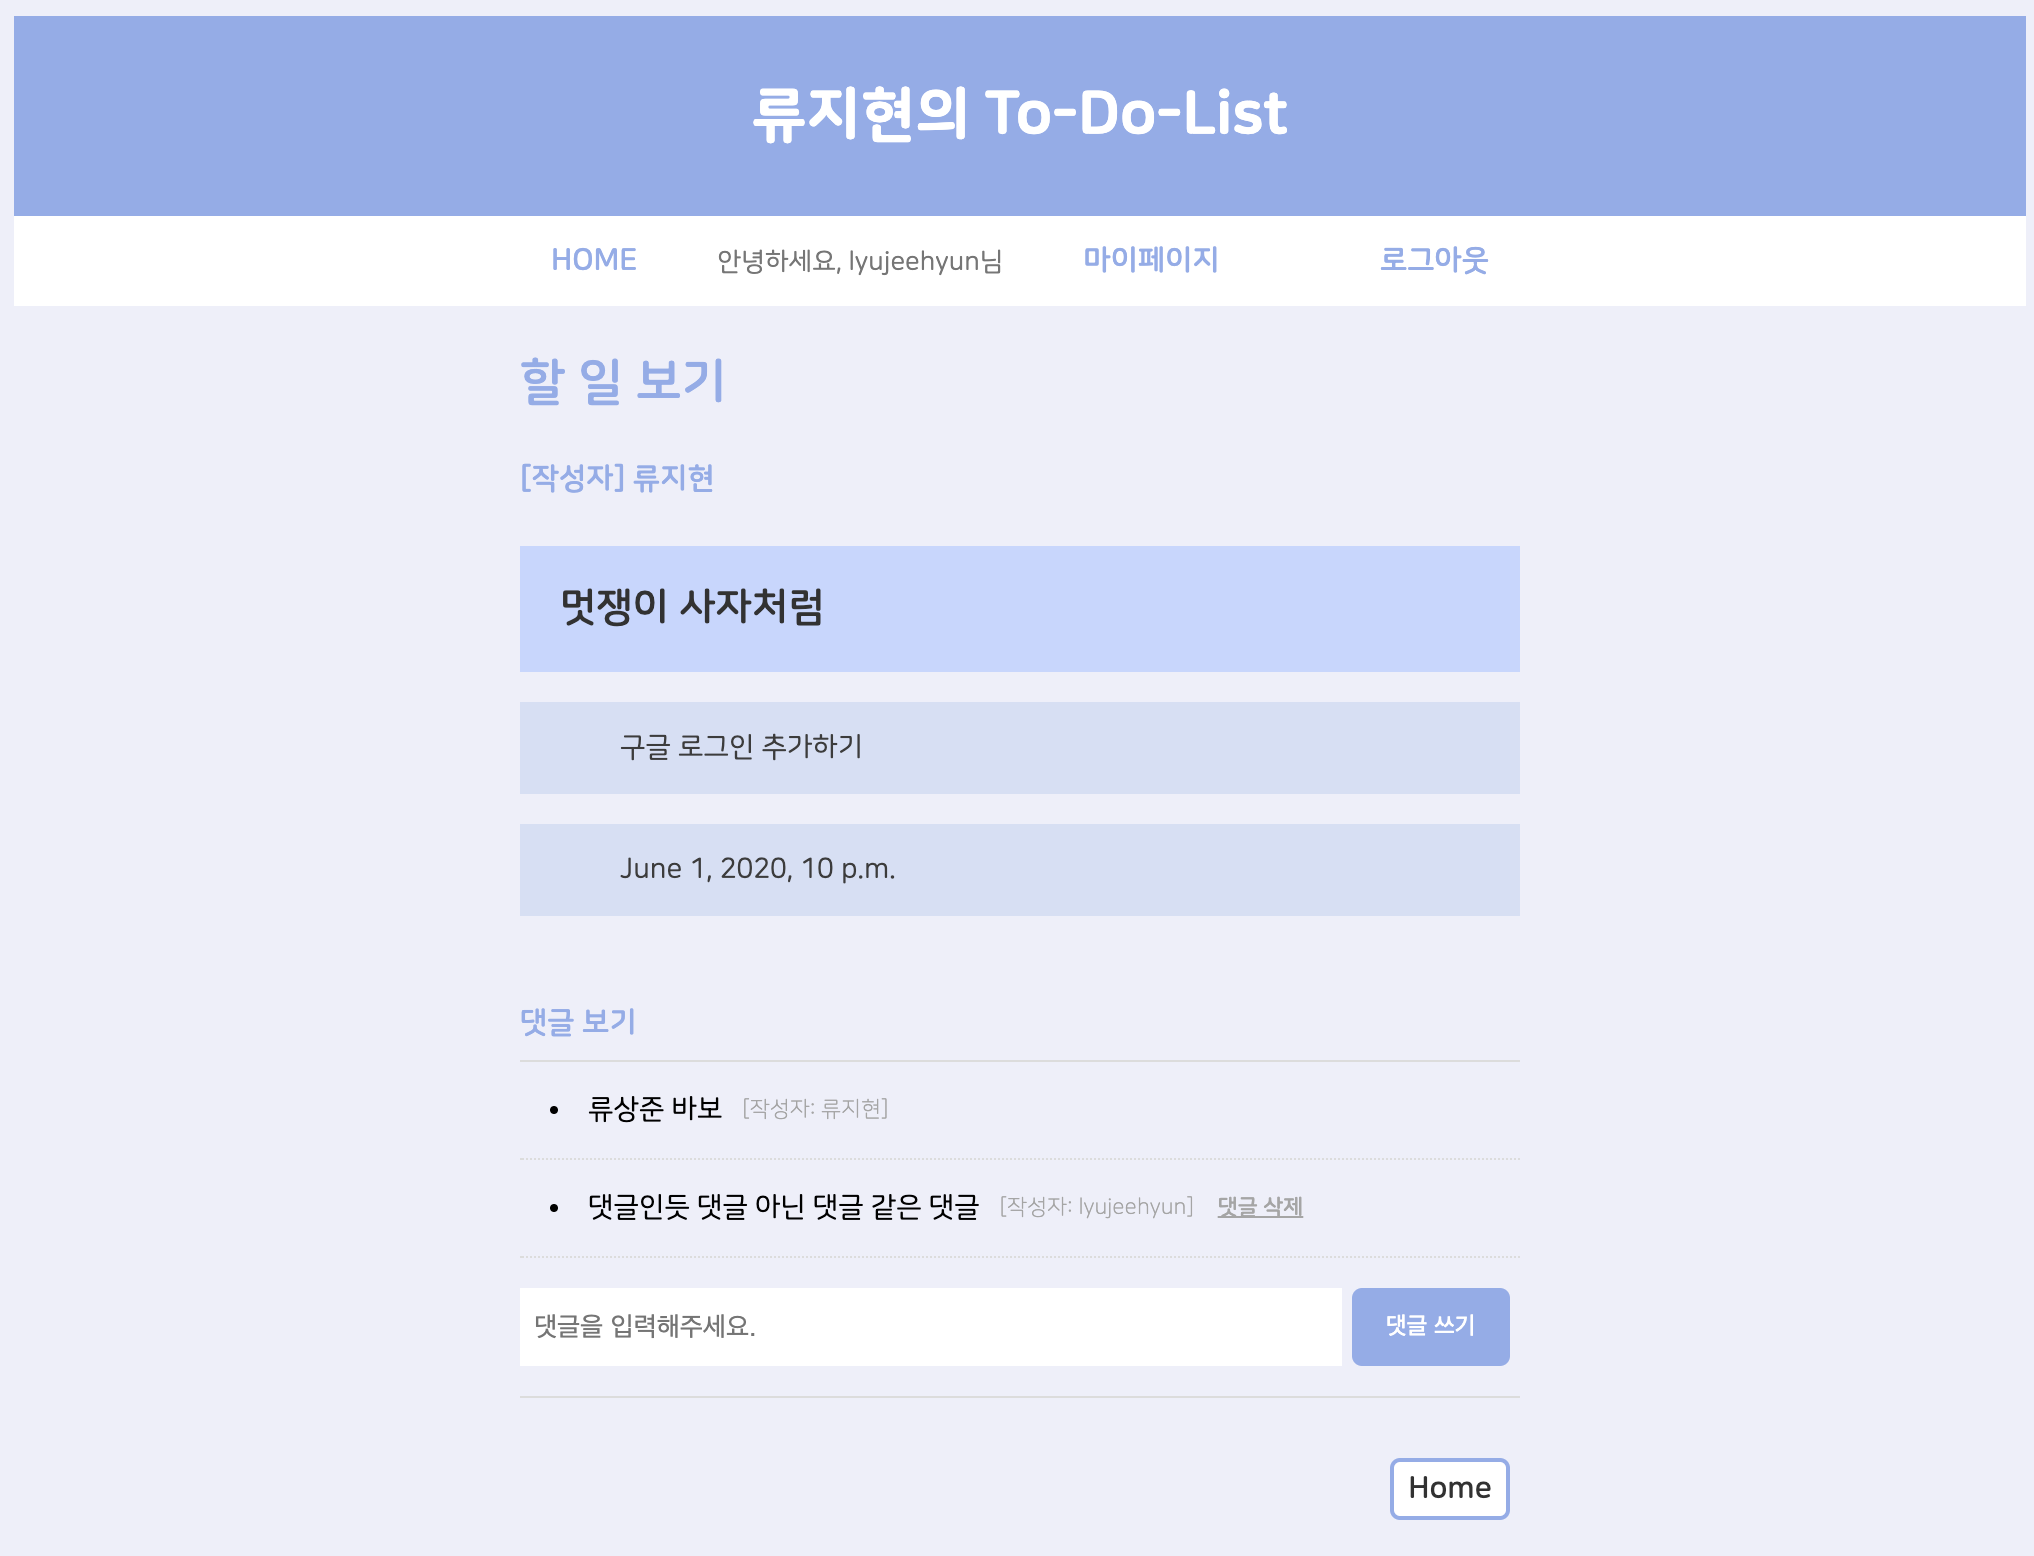 류지현의 To-Do-List
HOME 안녕하세요, lyujeehyun님 마이페이지 로그아웃
할 일 보기
[작성자] 류지현
멋쟁이 사자처럼
구글 로그인 추가하기
June 1, 2020, 10 p.m.
댓글 보기
류상준 바보 [작성자: 류지현]
댓글인듯 댓글 아닌 댓글 같은 댓글 [작성자: lyujeehyun] 댓글 삭제
댓글을 입력해주세요. 댓글 쓰기
Home